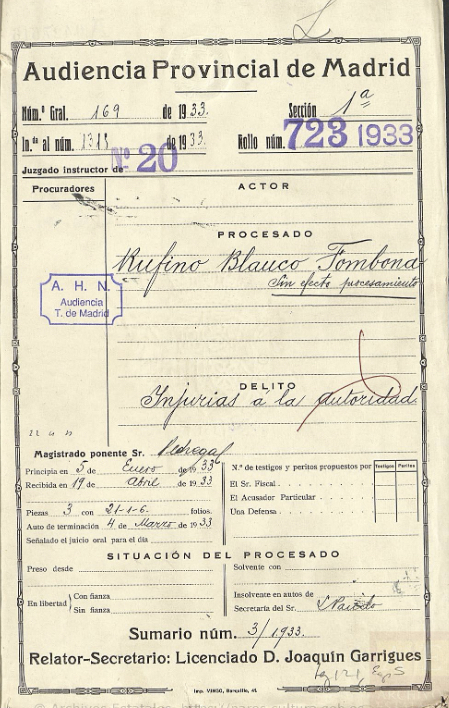 Audiencia Provincial de Madrid
Núm.º Gral. 169 de 1933. Sección 1ª
In.do al núm. de 1933. Rollo núm. 723 1933
Juzgado instructor de Nº 20
Procuradores
ACTOR
PROCESADO
Rufino Blanco Fombona
Sin efecto procesamiento
A. H. N.
Audiencia
T. de Madrid
DELITO
Injurias á la autoridad
Magistrado ponente Sr. Pedregal
Principia en 5 de Enero de 1933
Recibida en 19 de Abril de 1933
Piezas 3 con 21-1-6. folios.
Auto de terminación 4 de Marzo de 1933
Señalado el juicio oral para el día
N.º de testigos y peritos propuestos por Testigos Peritos
El Sr. Fiscal
El Acusador Particular
Una Defensa
SITUACIÓN DEL PROCESADO
Preso desde
En libertad Con fianza
Sin fianza
Solvente con
Insolvente en autos de
Secretaría del Sr.
Sumario núm. 3/1933.
Relator-Secretario: Licenciado D. Joaquín Garrigues